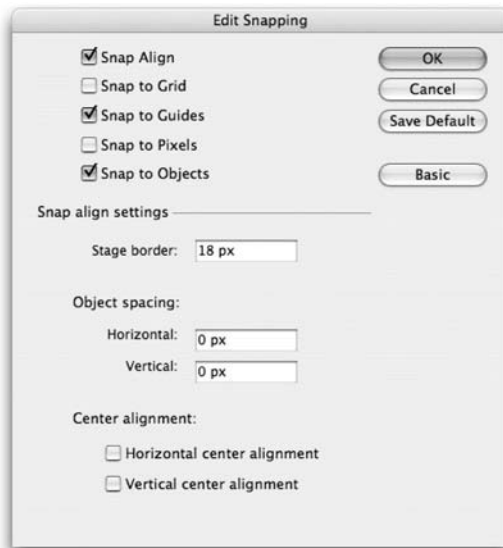 Edit Snapping
Snap Align
OK
Snap to Grid
Cancel
Snap to Guides
Save Default
Snap to Pixels
Snap to Objects
Basic
Snap align settings
Stage border: 18 px
Object spacing:
Horizontal: 0 px
Vertical: 0 px
Center alignment:
Horizontal center alignment
Vertical center alignment